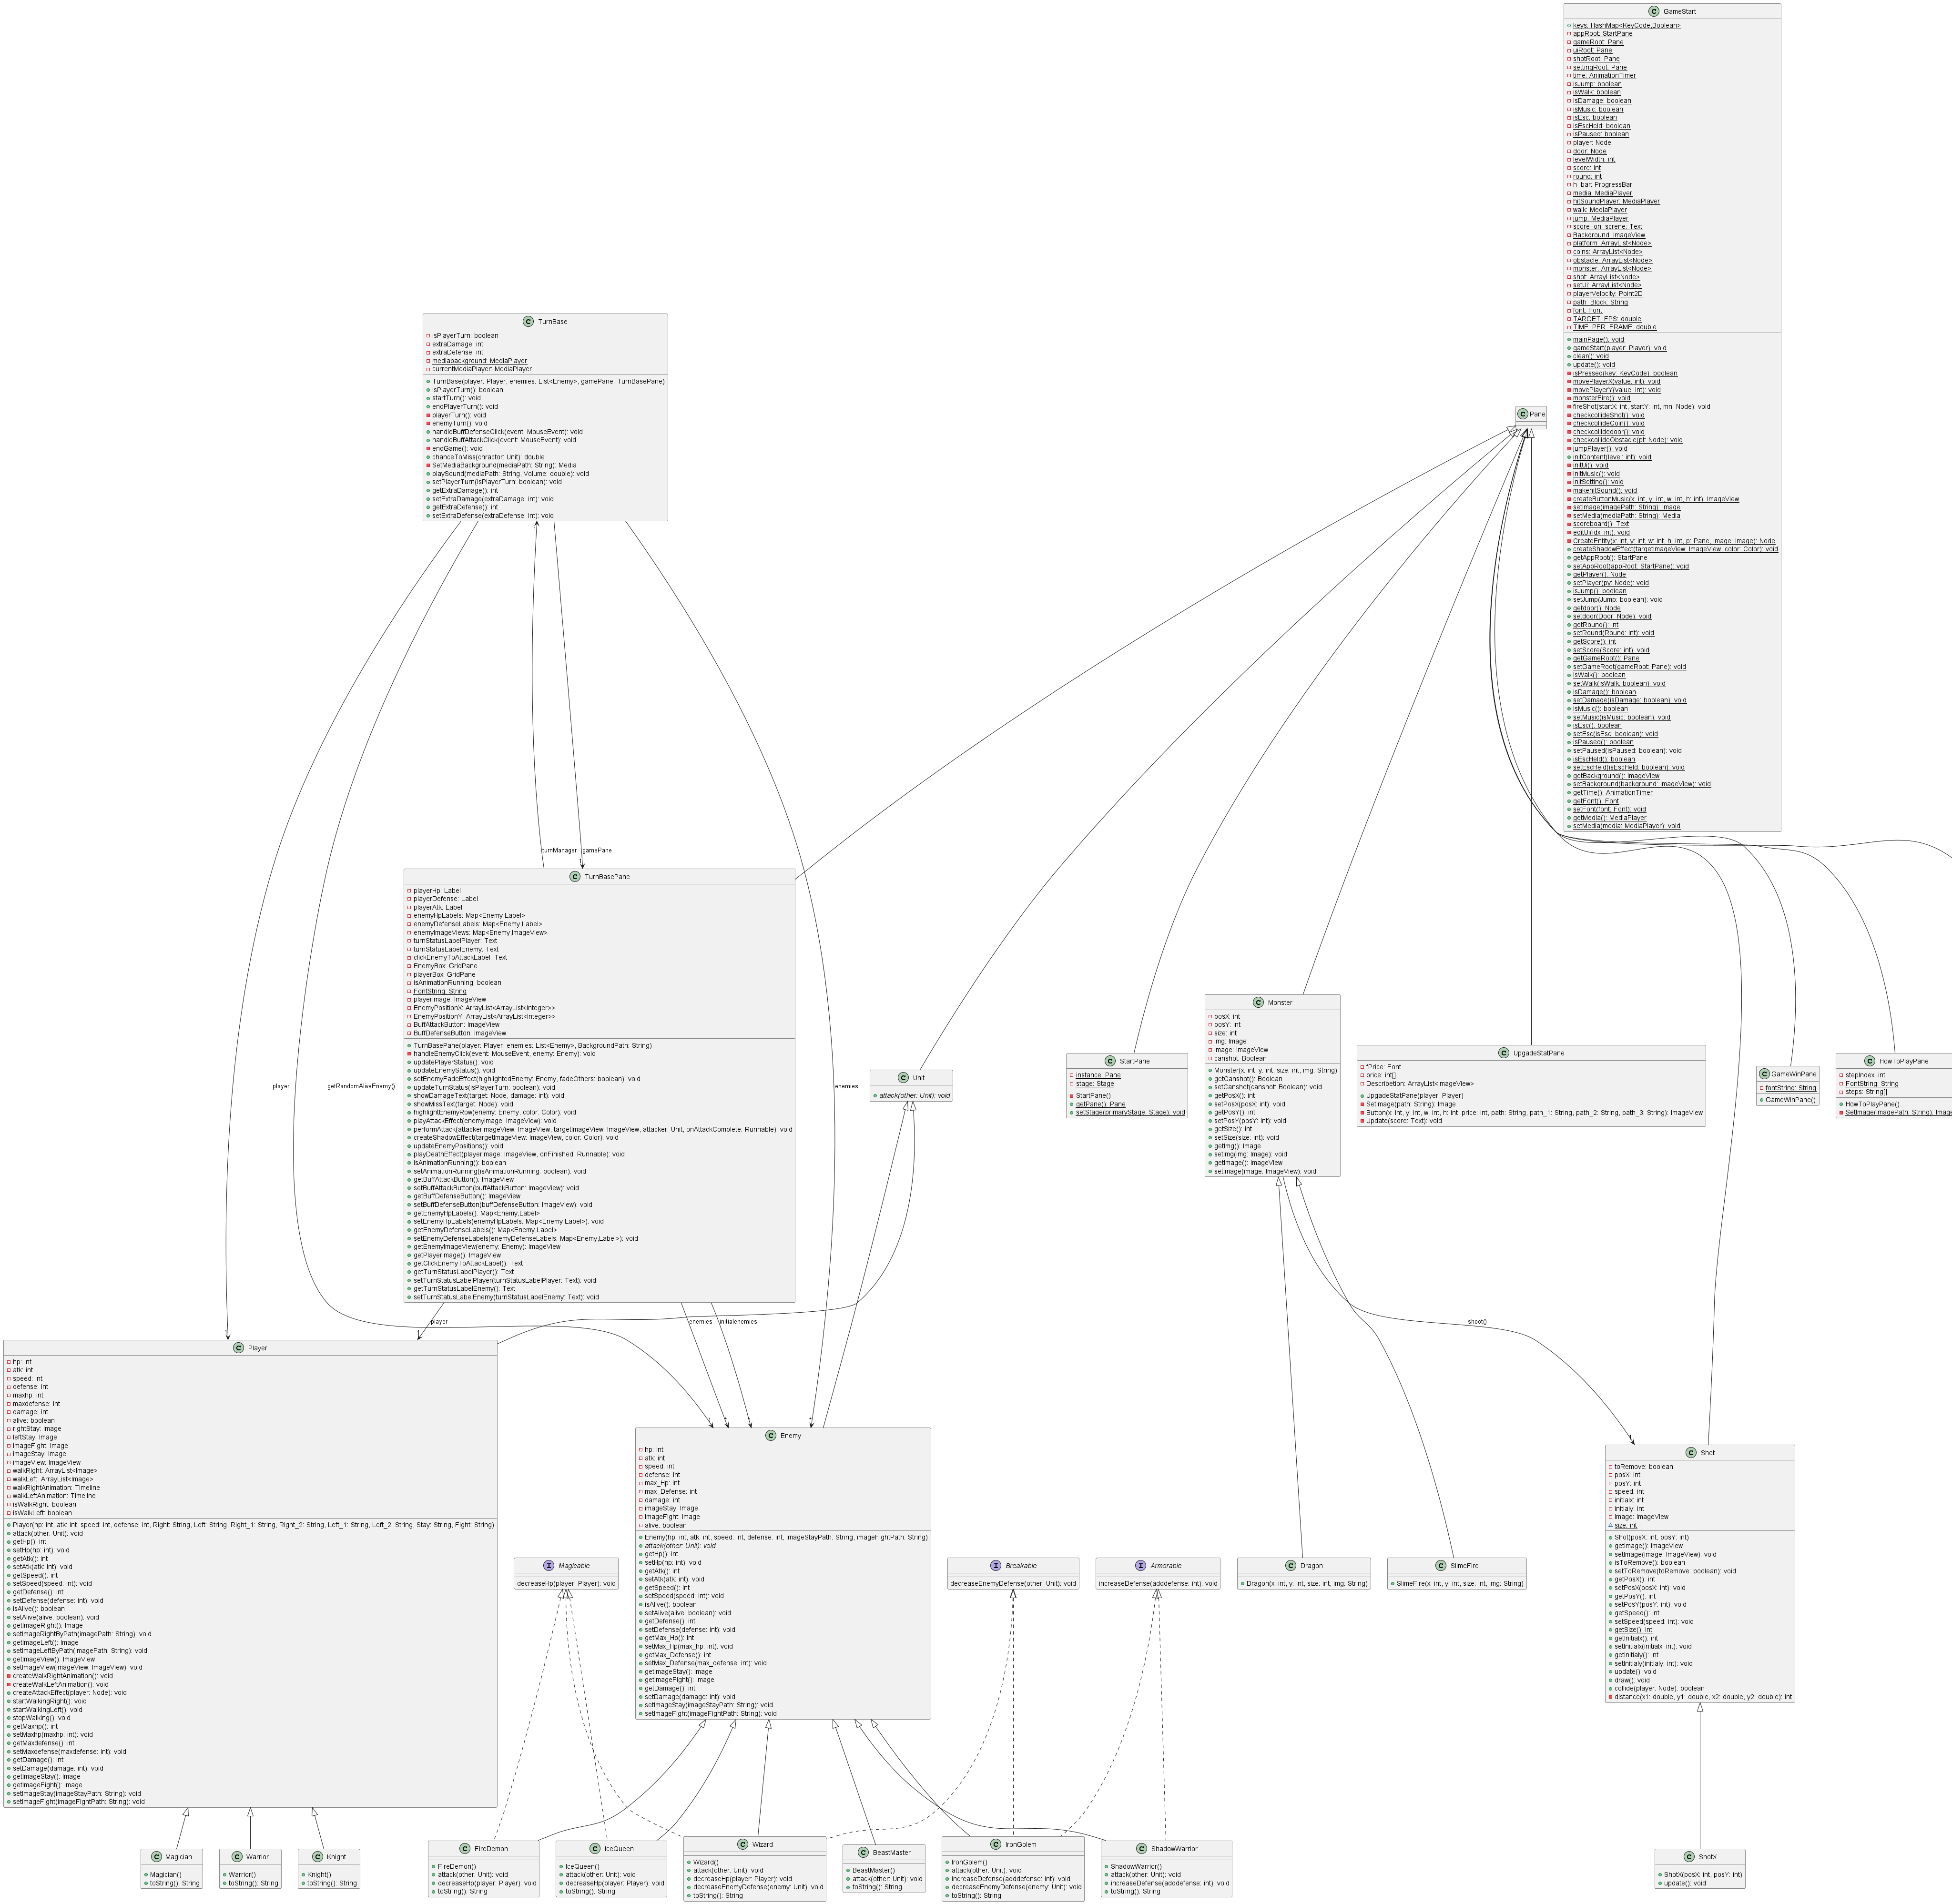 C GameStart
keys: HashMap<KeyCode,Boolean>
appRoot: StartPane
gameRoot: Pane
uiRoot: Pane
shotRoot: Pane
settingRoot: Pane
time: AnimationTimer
isJump: boolean
isWalk: boolean
isDamage: boolean
isMusic: boolean
isEsc: boolean
isEscHeld: boolean
isPaused: boolean
player: Node
door: Node
levelWidth: int
score: int
round: int
h_bar: ProgressBar
media: MediaPlayer
hitSoundPlayer: MediaPlayer
walk: MediaPlayer
jump: MediaPlayer
score_on_screne: Text
Background: ImageView
platform: ArrayList<Node>
coins: ArrayList<Node>
obstacle: ArrayList<Node>
monster: ArrayList<Node>
shot: ArrayList<Node>
setUi: ArrayList<Node>
playerVelocity: Point2D
path_Block: String
font: Font
TARGET_FPS: double
TIME_PER_FRAME: double
mainPage(): void
gameStart(player: Player): void
clear(): void
update(): void
isPressed(key: KeyCode): boolean
movePlayerX(value: int): void
movePlayerY(value: int): void
monsterFire(): void
fireShot(startX: int, startY: int, mn: Node): void
checkcollideShot(): void
checkcollideCoin(): void
checkcollidedoor(): void
checkcollideObstacle(pt: Node): void
jumpPlayer(): void
initContent(level: int): void
initUi(): void
initMusic(): void
initSetting(): void
makehitSound(): void
createButtonMusic(x: int, y: int, w: int, h: int): ImageView
setImage(imagePath: String): Image
setMedia(mediaPath: String): Media
scoreboard(): Text
editUi(idx: int): void
CreateEntity(x: int, y: int, w: int, h: int, p: Pane, image: Image): Node
createShadowEffect(targetImageView: ImageView, color: Color): void
getAppRoot(): StartPane
setAppRoot(appRoot: StartPane): void
getPlayer(): Node
setPlayer(py: Node): void
isJump(): boolean
setJump(Jump: boolean): void
getdoor(): Node
setdoor(Door: Node): void
getRound(): int
setRound(Round: int): void
getScore(): int
setScore(Score: int): void
getGameRoot(): Pane
setGameRoot(gameRoot: Pane): void
isWalk(): boolean
setWalk(isWalk: boolean): void
isDamage(): boolean
setDamage(isDamage: boolean): void
isMusic(): boolean
setMusic(isMusic: boolean): void
isEsc(): boolean
setEsc(isEsc: boolean): void
isPaused(): boolean
setPaused(isPaused: boolean): void
isEscHeld(): boolean
setEscHeld(isEscHeld: boolean): void
getBackground(): ImageView
setBackground(background: ImageView): void
getTime(): AnimationTimer
getFont(): Font
setFont(font: Font): void
getMedia(): MediaPlayer
setMedia(media: MediaPlayer): void
C TurnBase
isPlayerTurn: boolean
extraDamage: int
extraDefense: int
mediabackground: MediaPlayer
currentMediaPlayer: MediaPlayer
TurnBase(player: Player, enemies: List<Enemy>, gamePane: TurnBasePane)
isPlayerTurn(): boolean
startTurn(): void
endPlayerTurn(): void
playerTurn(): void
enemyTurn(): void
handleBuffDefenseClick(event: MouseEvent): void
handleBuffAttackClick(event: MouseEvent): void
endGame(): void
chanceToMiss(chractor: Unit): double
SetMediaBackground(mediaPath: String): Media
playSound(mediaPath: String, Volume: double): void
setPlayerTurn(isPlayerTurn: boolean): void
getExtraDamage(): int
setExtraDamage(extraDamage: int): void
getExtraDefense(): int
setExtraDefense(extraDefense: int): void
C Pane
1
turnManager
gamePane
1
C TurnBasePane
playerHp: Label
playerDefense: Label
playerAtk: Label
enemyHpLabels: Map<Enemy,Label>
enemyDefenseLabels: Map<Enemy,Label>
enemyImageViews: Map<Enemy,ImageView>
turnStatusLabelPlayer: Text
turnStatusLabelEnemy: Text
clickEnemyToAttackLabel: Text
EnemyBox: GridPane
playerBox: GridPane
isAnimationRunning: boolean
FontString: String
playerImage: ImageView
EnemyPositionX: ArrayList<ArrayList<Integer>>
EnemyPositionY: ArrayList<ArrayList<Integer>>
BuffAttackButton: ImageView
BuffDefenseButton: ImageView
TurnBasePane(player: Player, enemies: List<Enemy>, BackgroundPath: String)
handleEnemyClick(event: MouseEvent, enemy: Enemy): void
updatePlayerStatus(): void
updateEnemyStatus(): void
setEnemyFadeEffect(highlightedEnemy: Enemy, fadeOthers: boolean): void
updateTurnStatus(isPlayerTurn: boolean): void
showDamageText(target: Node, damage: int): void
showMissText(target: Node): void
highlightEnemyRow(enemy: Enemy, color: Color): void
playAttackEffect(enemyImage: ImageView): void
performAttack(attackerImageView: ImageView, targetImageView: ImageView, attacker: Unit, onAttackComplete: Runnable): void
createShadowEffect(targetImageView: ImageView, color: Color): void
updateEnemyPositions(): void
playDeathEffect(playerImage: ImageView, onFinished: Runnable): void
isAnimationRunning(): boolean
setAnimationRunning(isAnimationRunning: boolean): void
getBuffAttackButton(): ImageView
setBuffAttackButton(buffAttackButton: ImageView): void
getBuffDefenseButton(): ImageView
setBuffDefenseButton(buffDefenseButton: ImageView): void
getEnemyHpLabels(): Map<Enemy,Label>
setEnemyHpLabels(enemyHpLabels: Map<Enemy,Label>): void
getEnemyDefenseLabels(): Map<Enemy,Label>
setEnemyDefenseLabels(enemyDefenseLabels: Map<Enemy,Label>): void
getEnemyImageView(enemy: Enemy): ImageView
getPlayerImage(): ImageView
getClickEnemyToAttackLabel(): Text
getTurnStatusLabelPlayer(): Text
setTurnStatusLabelPlayer(turnStatusLabelPlayer: Text): void
getTurnStatusLabelEnemy(): Text
setTurnStatusLabelEnemy(turnStatusLabelEnemy: Text): void
player
getRandomAliveEnemy()
enemies
C Unit
attack(other: Unit): void
C StartPane
instance: Pane
stage: Stage
StartPane()
getPane(): Pane
setStage(primaryStage: Stage): void
C Monster
posX: int
posY: int
size: int
img: Image
Image: ImageView
canshot: Boolean
Monster(x: int, y: int, size: int, img: String)
getCanshot(): Boolean
setCanshot(canshot: Boolean): void
getPosX(): int
setPosX(posX: int): void
getPosY(): int
setPosY(posY: int): void
getSize(): int
setSize(size: int): void
getImg(): Image
setImg(img: Image): void
getImage(): ImageView
setImage(image: ImageView): void
C UpgadeStatPane
fPrice: Font
price: int[]
Describetion: ArrayList<ImageView>
UpgadeStatPane(player: Player)
SetImage(path: String): Image
Button(x: int, y: int, w: int, h: int, price: int, path: String, path_1: String, path_2: String, path_3: String): ImageView
Update(score: Text): void
C GameWinPane
fontString: String
GameWinPane()
C HowToPlayPane
stepIndex: int
FontString: String
steps: String[]
HowToPlayPane()
SetImage(imagePath: String):
player
1
1
enemies
initialenemies
shoot()
1
*
*
*
1
C Player
hp: int
atk: int
speed: int
defense: int
maxhp: int
maxdefense: int
damage: int
alive: boolean
rightStay: Image
leftStay: Image
imageFight: Image
imageStay: Image
imageView: ImageView
walkRight: ArrayList<Image>
walkLeft: ArrayList<Image>
walkRightAnimation: Timeline
walkLeftAnimation: Timeline
isWalkRight: boolean
isWalkLeft: boolean
Player(hp: int, atk: int, speed: int, defense: int, Right: String, Left: String, Right_1: String, Right_2: String, Left_1: String, Left_2: String, Stay: String, Fight: String)
attack(other: Unit): void
getHp(): int
setHp(hp: int): void
getAtk(): int
setAtk(atk: int): void
getSpeed(): int
setSpeed(speed: int): void
getDefense(): int
setDefense(defense: int): void
isAlive(): boolean
setAlive(alive: boolean): void
getImageRight(): Image
setImageRightByPath(imagePath: String): void
getImageLeft(): Image
setImageLeftByPath(imagePath: String): void
getImageView(): ImageView
setImageView(imageView: ImageView): void
createWalkRightAnimation(): void
createWalkLeftAnimation(): void
createAttackEffect(player: Node): void
startWalkingRight(): void
startWalkingLeft(): void
stopWalking(): void
getMaxhp(): int
setMaxhp(maxhp: int): void
getMaxdefense(): int
setMaxdefense(maxdefense: int): void
getDamage(): int
setDamage(damage: int): void
getImageStay(): Image
getImageFight(): Image
setImageStay(imageStayPath: String): void
setImageFight(imageFightPath: String): void
C Enemy
hp: int
atk: int
speed: int
defense: int
max_Hp: int
max_Defense: int
damage: int
imageStay: Image
imageFight: Image
alive: boolean
Enemy(hp: int, atk: int, speed: int, defense: int, imageStayPath: String, imageFightPath: String)
attack(other: Unit): void
getHp(): int
setHp(hp: int): void
getAtk(): int
setAtk(atk: int): void
getSpeed(): int
setSpeed(speed: int): void
isAlive(): boolean
setAlive(alive: boolean): void
getDefense(): int
setDefense(defense: int): void
getMax_Hp(): int
setMax_Hp(max_hp: int): void
getMax_Defense(): int
setMax_Defense(max_defense: int): void
getImageStay(): Image
getImageFight(): Image
getDamage(): int
setDamage(damage: int): void
setImageStay(imageStayPath: String): void
setImageFight(imageFightPath: String): void
C Shot
toRemove: boolean
posX: int
posY: int
speed: int
initialx: int
initialy: int
image: ImageView
size: int
Shot(posX: int, posY: int)
getImage(): ImageView
setImage(image: ImageView): void
isToRemove(): boolean
setToRemove(toRemove: boolean): void
getPosX(): int
setPosX(posX: int): void
getPosY(): int
setPosY(posY: int): void
getSpeed(): int
setSpeed(speed: int): void
getSize(): int
getInitialx(): int
setInitialx(initialx: int): void
getInitialy(): int
setInitialy(initialy: int): void
update(): void
draw(): void
collide(player: Node): boolean
distance(x1: double, y1: double, x2: double, y2: double): int
I Magicable
decreaseHp(player: Player): void
I Breakable
decreaseEnemyDefense(other: Unit): void
I Armorable
increaseDefense(adddefense: int): void
C Dragon
Dragon(x: int, y: int, size: int, img: String)
C SlimeFire
SlimeFire(x: int, y: int, size: int, img: String)
C Magician
Magician()
toString(): String
C Warrior
Warrior()
toString(): String
C Knight
Knight()
toString(): String
C FireDemon
FireDemon()
attack(other: Unit): void
decreaseHp(player: Player): void
toString(): String
C IceQueen
IceQueen()
attack(other: Unit): void
decreaseHp(player: Player): void
toString(): String
C Wizard
Wizard()
attack(other: Unit): void
decreaseHp(player: Player): void
decreaseEnemyDefense(enemy: Unit): void
toString(): String
C BeastMaster
BeastMaster()
attack(other: Unit): void
toString(): String
C IronGolem
IronGolem()
attack(other: Unit): void
increaseDefense(adddefense: int): void
decreaseEnemyDefense(enemy: Unit): void
toString(): String
C ShadowWarrior
ShadowWarrior()
attack(other: Unit): void
increaseDefense(adddefense: int): void
toString(): String
C ShotX
ShotX(posX: int, posY: int)
update(): void